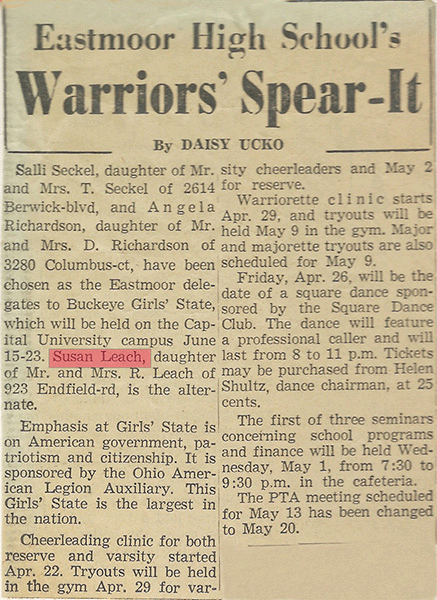 Eastmoor High School's
Warriors' Spear-It
By DAISY UCKO
Salli Seckel, daughter of Mr.
and Mrs. T. Seckel of 2614
Berwick-blvd, and Angela
Richardson, daughter of Mr.
and Mrs. D. Richardson of
3280 Columbus-ct, have been
chosen as the Eastmoor dele-
gates to Buckeye Girls' State,
which will be held on the Cap-
ital University campus June
15-23. Susan Leach, daughter
of Mr. and Mrs. R. Leach of
923 Endfield-rd, is the alter-
nate.
Emphasis at Girls' State is
on American government, pa-
triotism and citizenship. It is
sponsored by the Ohio Amer-
ican Legion Auxiliary. This
Girls' State is the largest in
the nation.
Cheerleading clinic for both
reserve and varsity started
Apr. 22. Tryouts will be held
in the gym Apr. 29 for var-
sity cheerleaders and May 2
for reserve.
Warriorette clinic starts
Apr. 29, and tryouts will be
held May 9 in the gym. Major
and majorette tryouts are also
scheduled for May 9.
Friday, Apr. 26, will be the
date of a square dance spon-
sored by the Square Dance
Club. The dance will feature
a professional caller and will
last from 8 to 11 p.m. Tickets
may be purchased from Helen
Shultz, dance chairman, at 25
cents.
The first of three seminars
concerning school programs
and finance will be held Wed-
nesday, May 1, from 7:30 to
9:30 p.m. in the cafeteria.
The PTA meeting scheduled
for May 13 has been changed
to May 20.